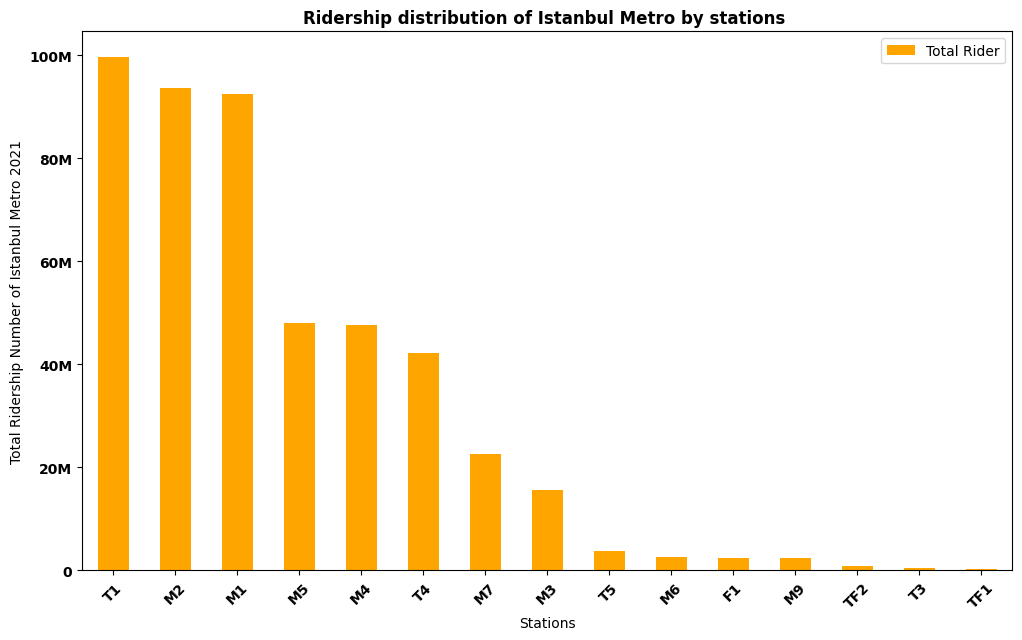 Ridership distribution of Istanbul Metro by stations
Total Rider
Total Ridership Number of Istanbul Metro 2021
100M
80M
60M
40M
20M
0
T1
M2
M1
M5
M4
T4
M7
M3
T5
M6
F1
M9
TF2
T3
TF1
Stations